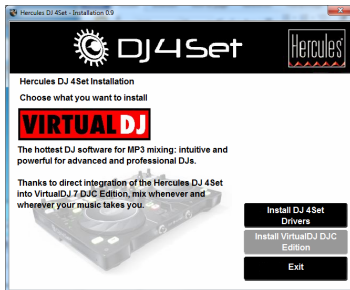 Hercules DJ 4Set - Installation 0.9
DJ4Set
Hercules
Hercules DJ 4Set Installation
Choose what you want to install
VIRTUAL DJ
The hottest DJ software for MP3 mixing: intuitive and
powerful for advanced and professional DJs.
Thanks to direct integration of the Hercules DJ 4Set
into VirtualDJ 7 DJC Edition, mix whenever and
wherever your music takes you.
Install DJ 4Set
Drivers
Install VirtualDJ DJC
Edition
Exit